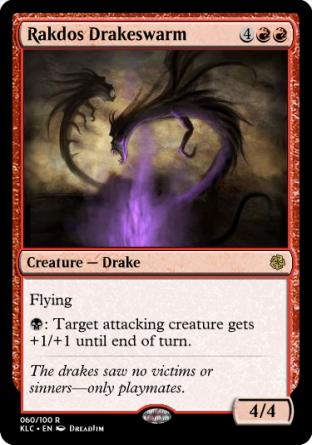 Rakdos Drakeswarm 4
Creature — Drake
Flying
: Target attacking creature gets
+1/+1 until end of turn.
The drakes saw no victims or
sinners—only playmates.
060/100 R
KLC • EN DreadJim
4/4